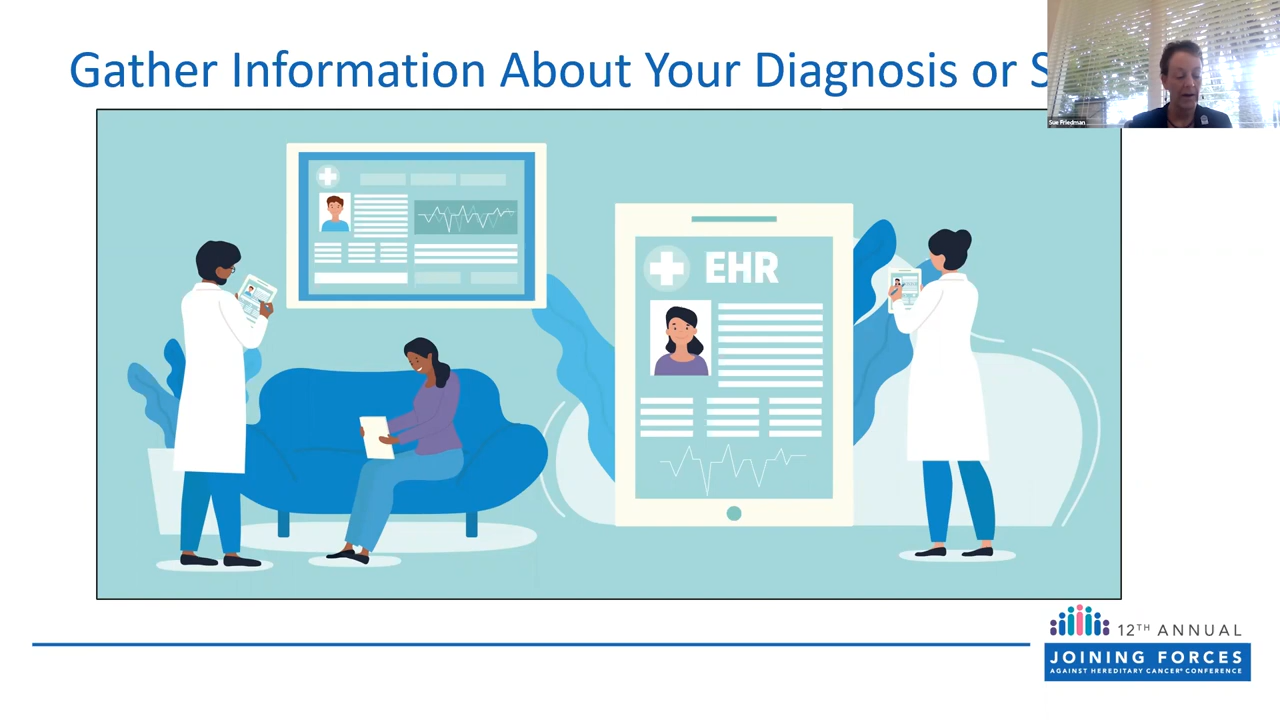 Gather Information About Your Diagnosis or S
Sue Friedman
EHR
12TH ANNUAL
JOINING FORCES
AGAINST HEREDITARY CANCER® CONFERENCE